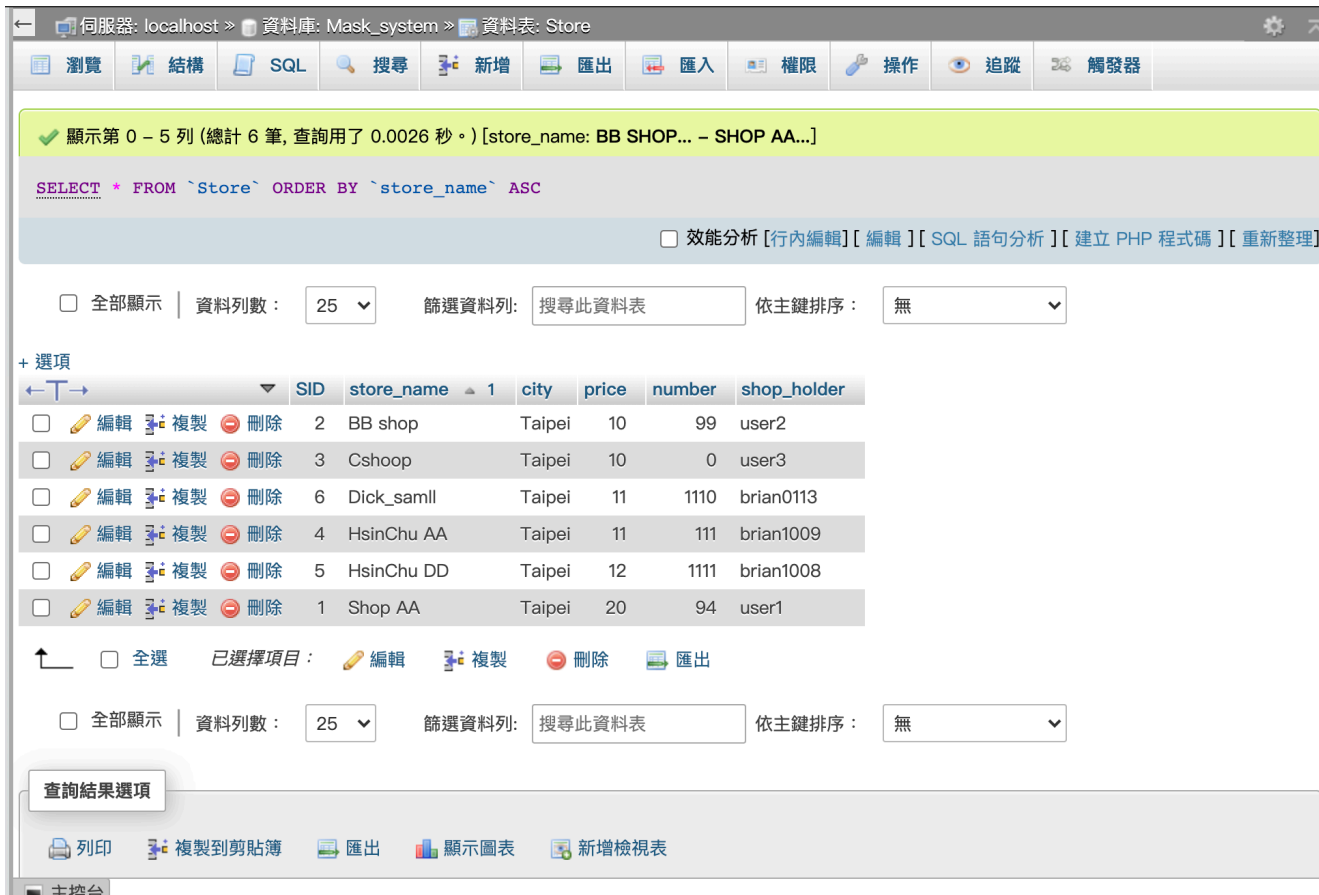 ← 伺服器: localhost » 資料庫: Mask_system » 資料表: Store
瀏覽 結構 SQL 搜尋 新增 匯出 匯入 權限 操作 追蹤 觸發器
顯示第 0 – 5 列 (總計 6 筆, 查詢用了 0.0026 秒。) [store_name: BB SHOP... – SHOP AA...]
SELECT * FROM `Store` ORDER BY `store_name` ASC
效能分析 [行內編輯] [ 編輯 ] [ SQL 語句分析 ] [ 建立 PHP 程式碼 ] [ 重新整理]
全部顯示 | 資料列數： 25 篩選資料列: 搜尋此資料表 依主鍵排序： 無
+ 選項
←T→ SID store_name 1 city price number shop_holder
編輯 複製 刪除 2 BB shop Taipei 10 99 user2
編輯 複製 刪除 3 Cshoop Taipei 10 0 user3
編輯 複製 刪除 6 Dick_samll Taipei 11 1110 brian0113
編輯 複製 刪除 4 HsinChu AA Taipei 11 111 brian1009
編輯 複製 刪除 5 HsinChu DD Taipei 12 1111 brian1008
編輯 複製 刪除 1 Shop AA Taipei 20 94 user1
全選 已選擇項目： 編輯 複製 刪除 匯出
全部顯示 | 資料列數： 25 篩選資料列: 搜尋此資料表 依主鍵排序： 無
查詢結果選項
列印 複製到剪貼簿 匯出 顯示圖表 新增檢視表
主控台